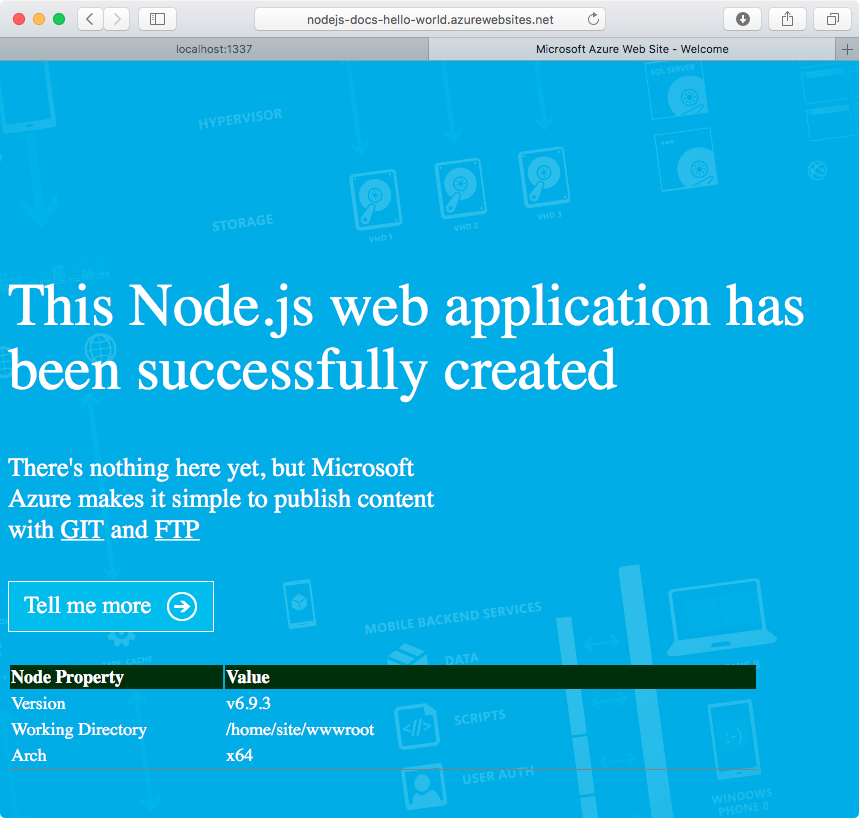 nodejs-docs-hello-world.azurewebsites.net
localhost:1337
Microsoft Azure Web Site - Welcome
SQL SERVER
HYPERVISOR
STORAGE
VHD 1
VHD 2
VHD 3
This Node.js web application has
been successfully created
There's nothing here yet, but Microsoft
Azure makes it simple to publish content
with GIT and FTP
Tell me more
MOBILE BACKEND SERVICES
DATA
CACHE
Node Property Value
Version v6.9.3
Working Directory /home/site/wwwroot
Arch x64
</>
SCRIPTS
:-)
USER AUTH
WINDOWS
PHONE 8